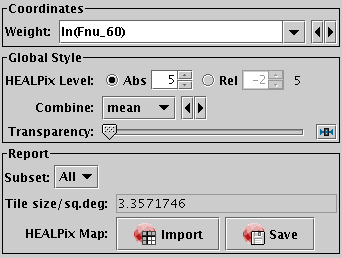 Coordinates
Weight: ln(Fnu_60)
Global Style
HEALPix Level: Abs 5 Rel -2 5
Combine: mean
Transparency:
Report
Subset: All
Tile size/sq.deg: 3.3571746
HEALPix Map: Import Save